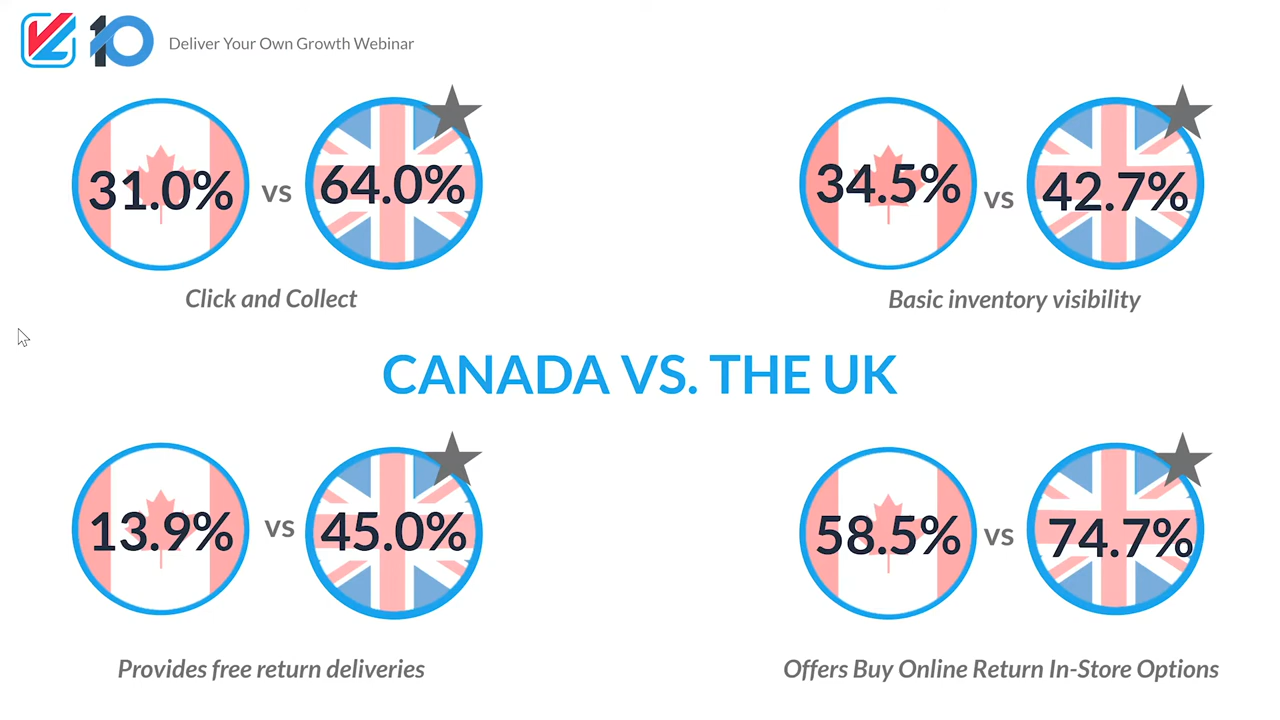 10 Deliver Your Own Growth Webinar
31.0% vs 64.0%
Click and Collect
34.5% vs 42.7%
Basic inventory visibility
CANADA VS. THE UK
13.9% vs 45.0%
Provides free return deliveries
58.5% vs 74.7%
Offers Buy Online Return In-Store Options